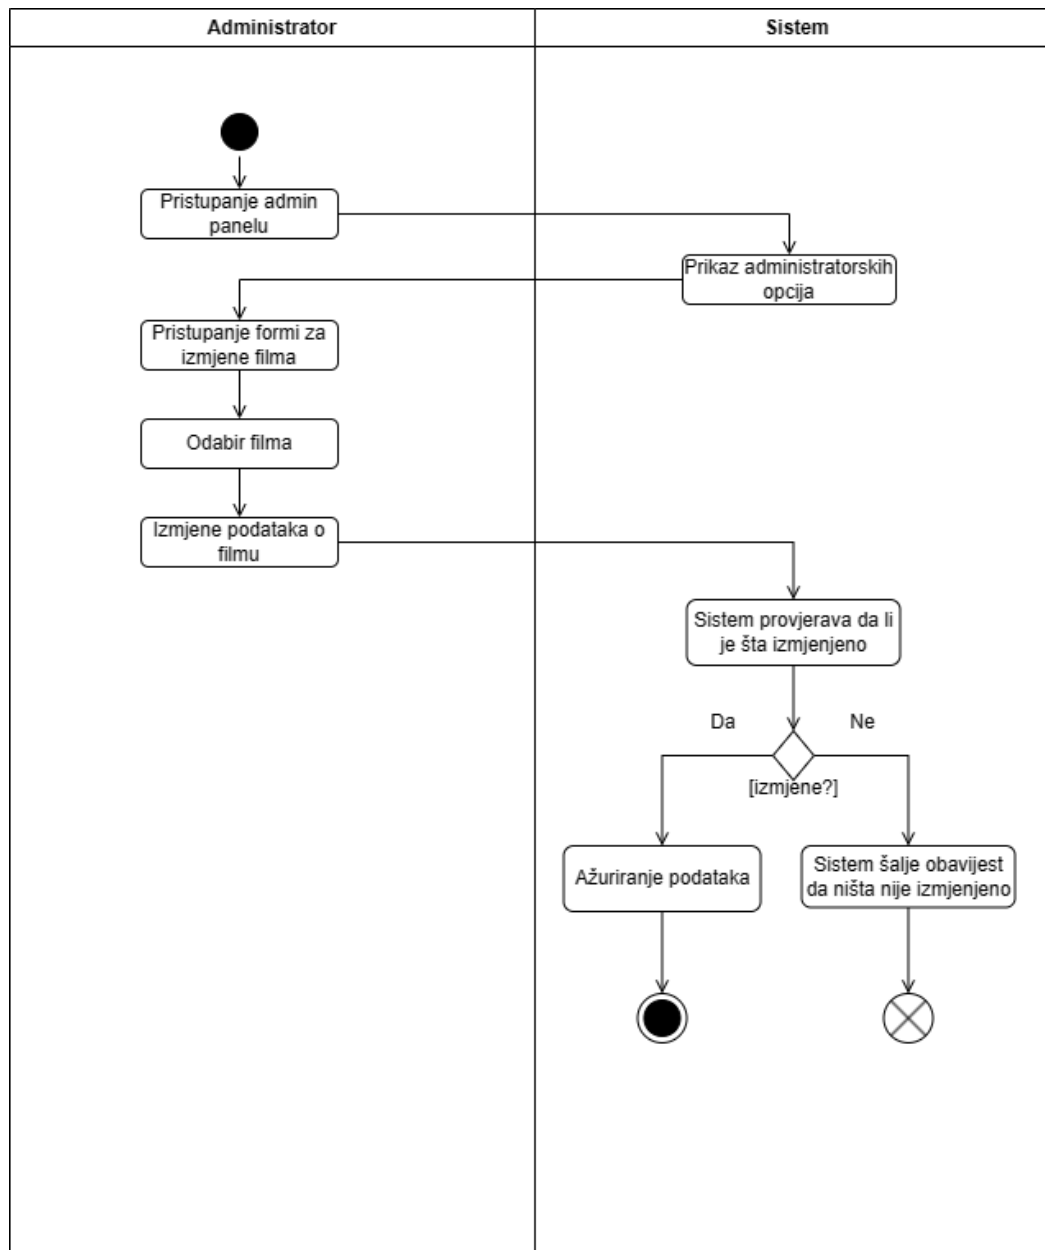 Administrator
Sistem
Pristupanje admin
panelu
Prikaz administratorskih
opcija
Pristupanje formi za
izmjene filma
Odabir filma
Izmjene podataka o
filmu
Sistem provjerava da li
je šta izmjenjeno
Da
Ne
[izmjene?]
Ažuriranje podataka
Sistem šalje obavijest
da ništa nije izmjenjeno